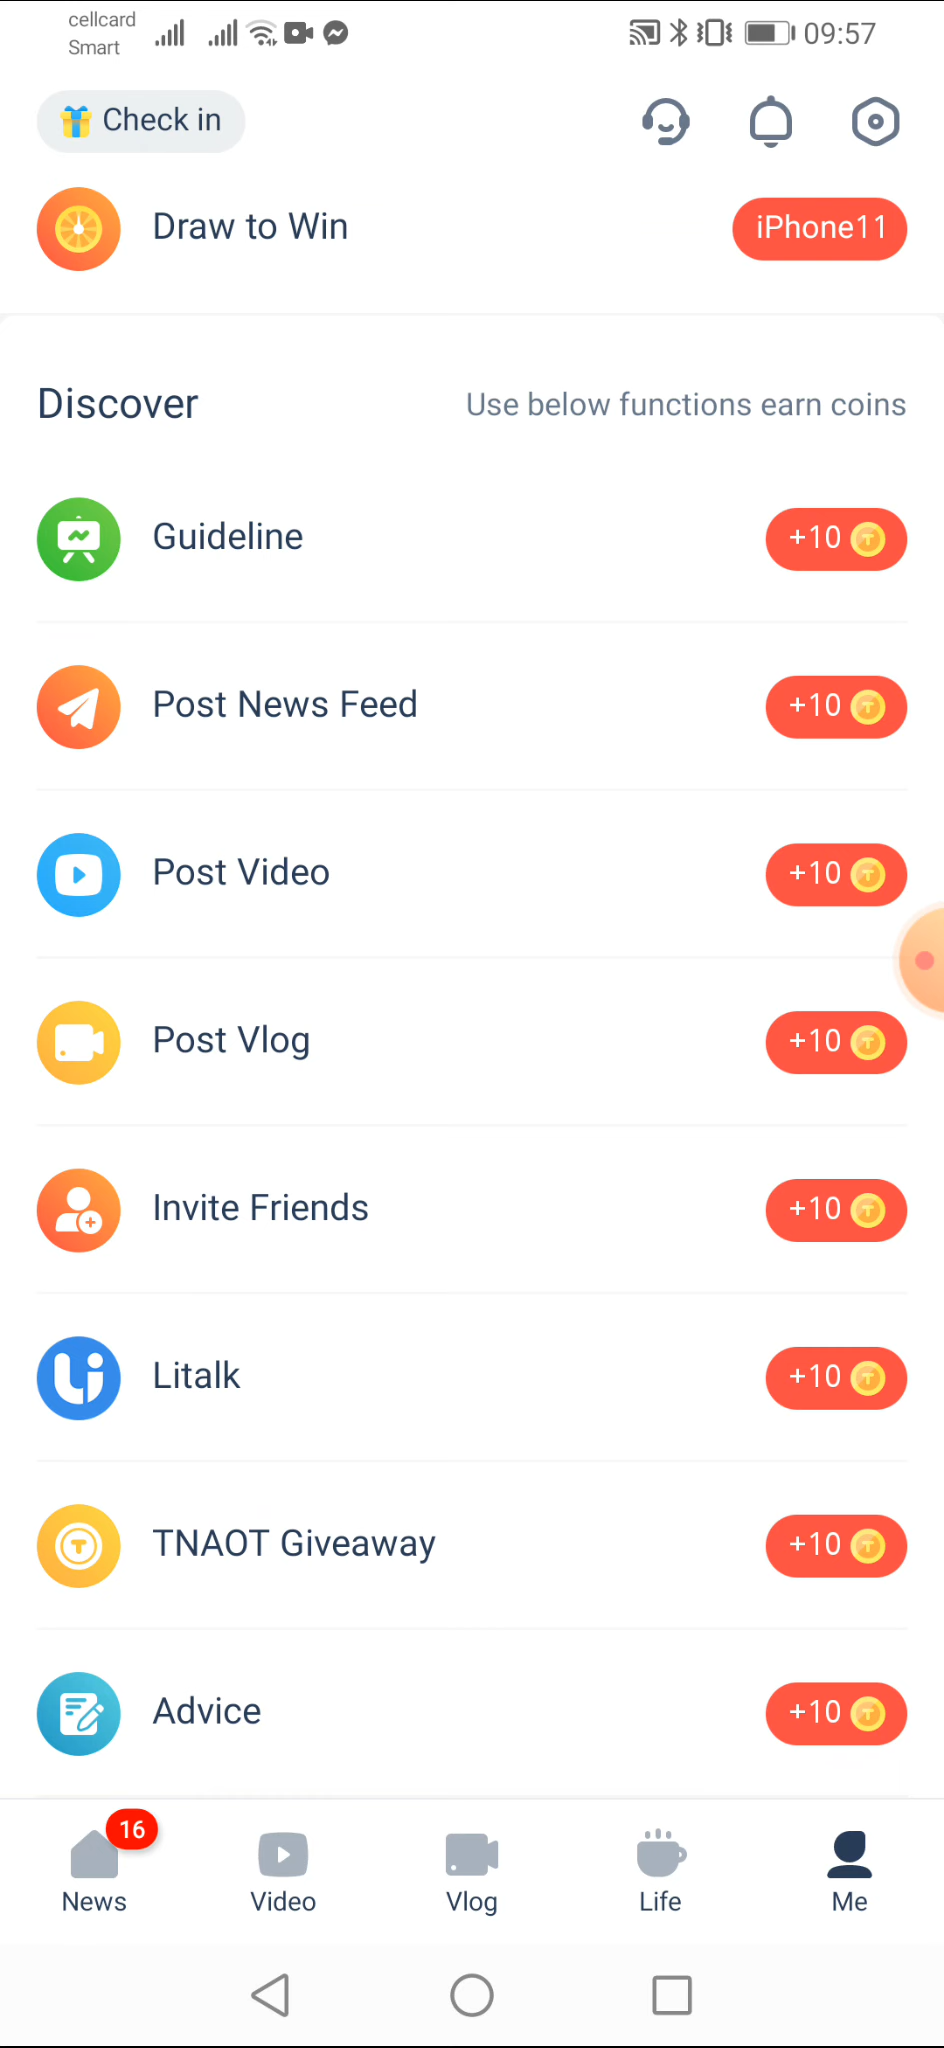 cellcard
Smart
09:57
Check in
Draw to Win
iPhone11
Discover
Use below functions earn coins
Guideline
+10
Post News Feed
+10
Post Video
+10
Post Vlog
+10
Invite Friends
+10
Litalk
+10
TNAOT Giveaway
+10
Advice
+10
16
News
Video
Vlog
Life
Me